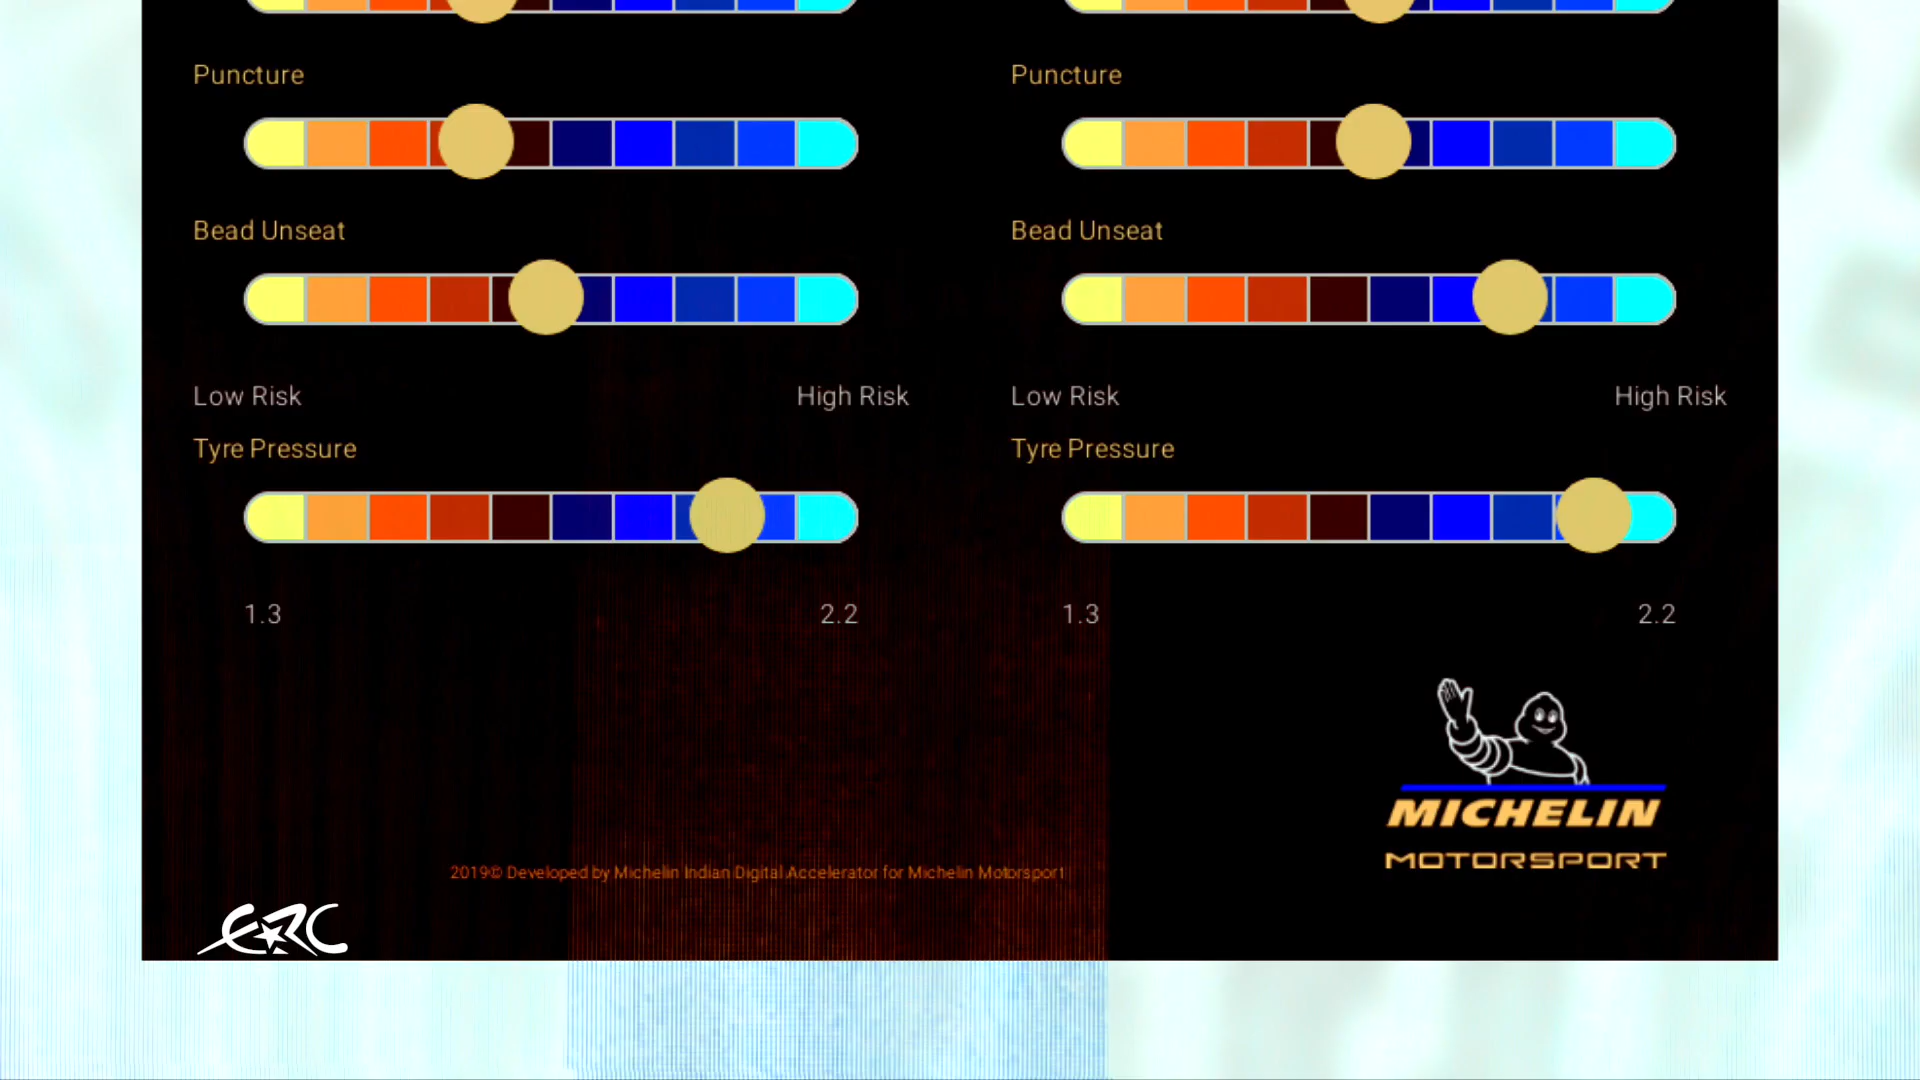 Puncture
Puncture
Bead Unseat
Bead Unseat
Low Risk
High Risk
Low Risk
High Risk
Tyre Pressure
Tyre Pressure
1.3
2.2
1.3
2.2
MICHELIN
MOTORSPORT
2019© Developed by Michelin Indian Digital Accelerator for Michelin Motorsport
ERC